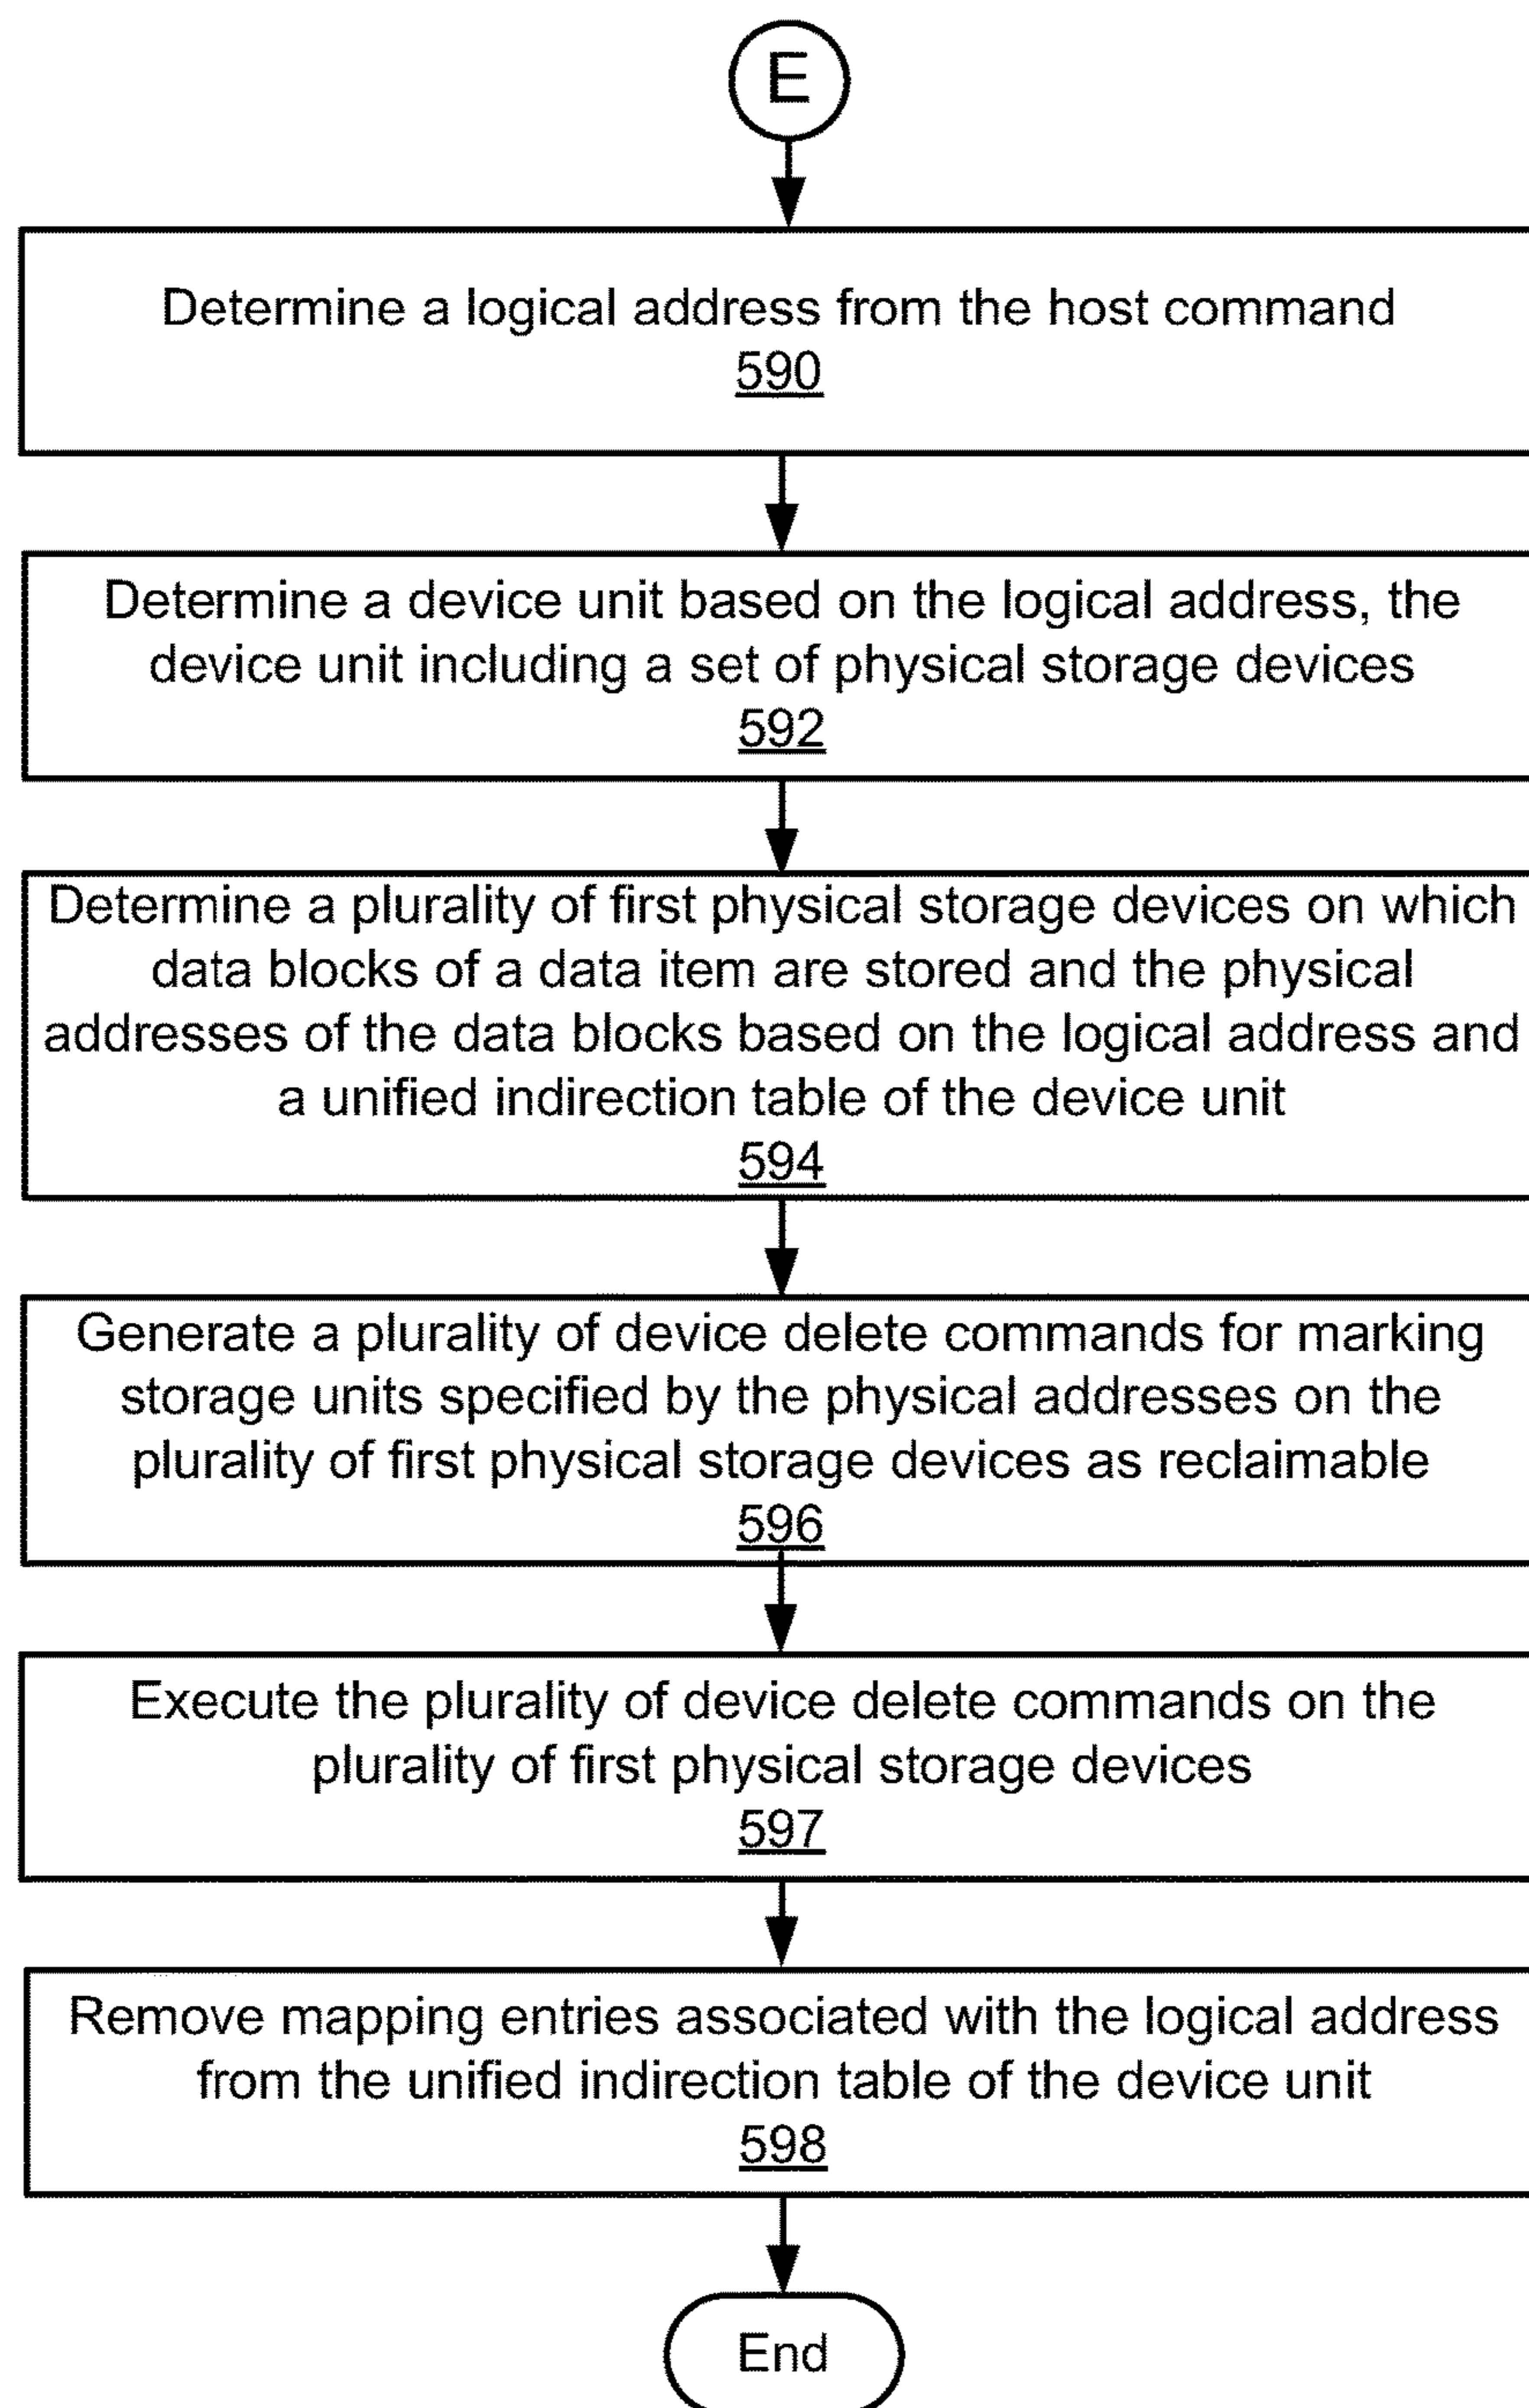 E
Determine a logical address from the host command
590
Determine a device unit based on the logical address, the
device unit including a set of physical storage devices
592
Determine a plurality of first physical storage devices on which
data blocks of a data item are stored and the physical
addresses of the data blocks based on the logical address and
a unified indirection table of the device unit
594
Generate a plurality of device delete commands for marking
storage units specified by the physical addresses on the
plurality of first physical storage devices as reclaimable
596
Execute the plurality of device delete commands on the
plurality of first physical storage devices
597
Remove mapping entries associated with the logical address
from the unified indirection table of the device unit
598
End